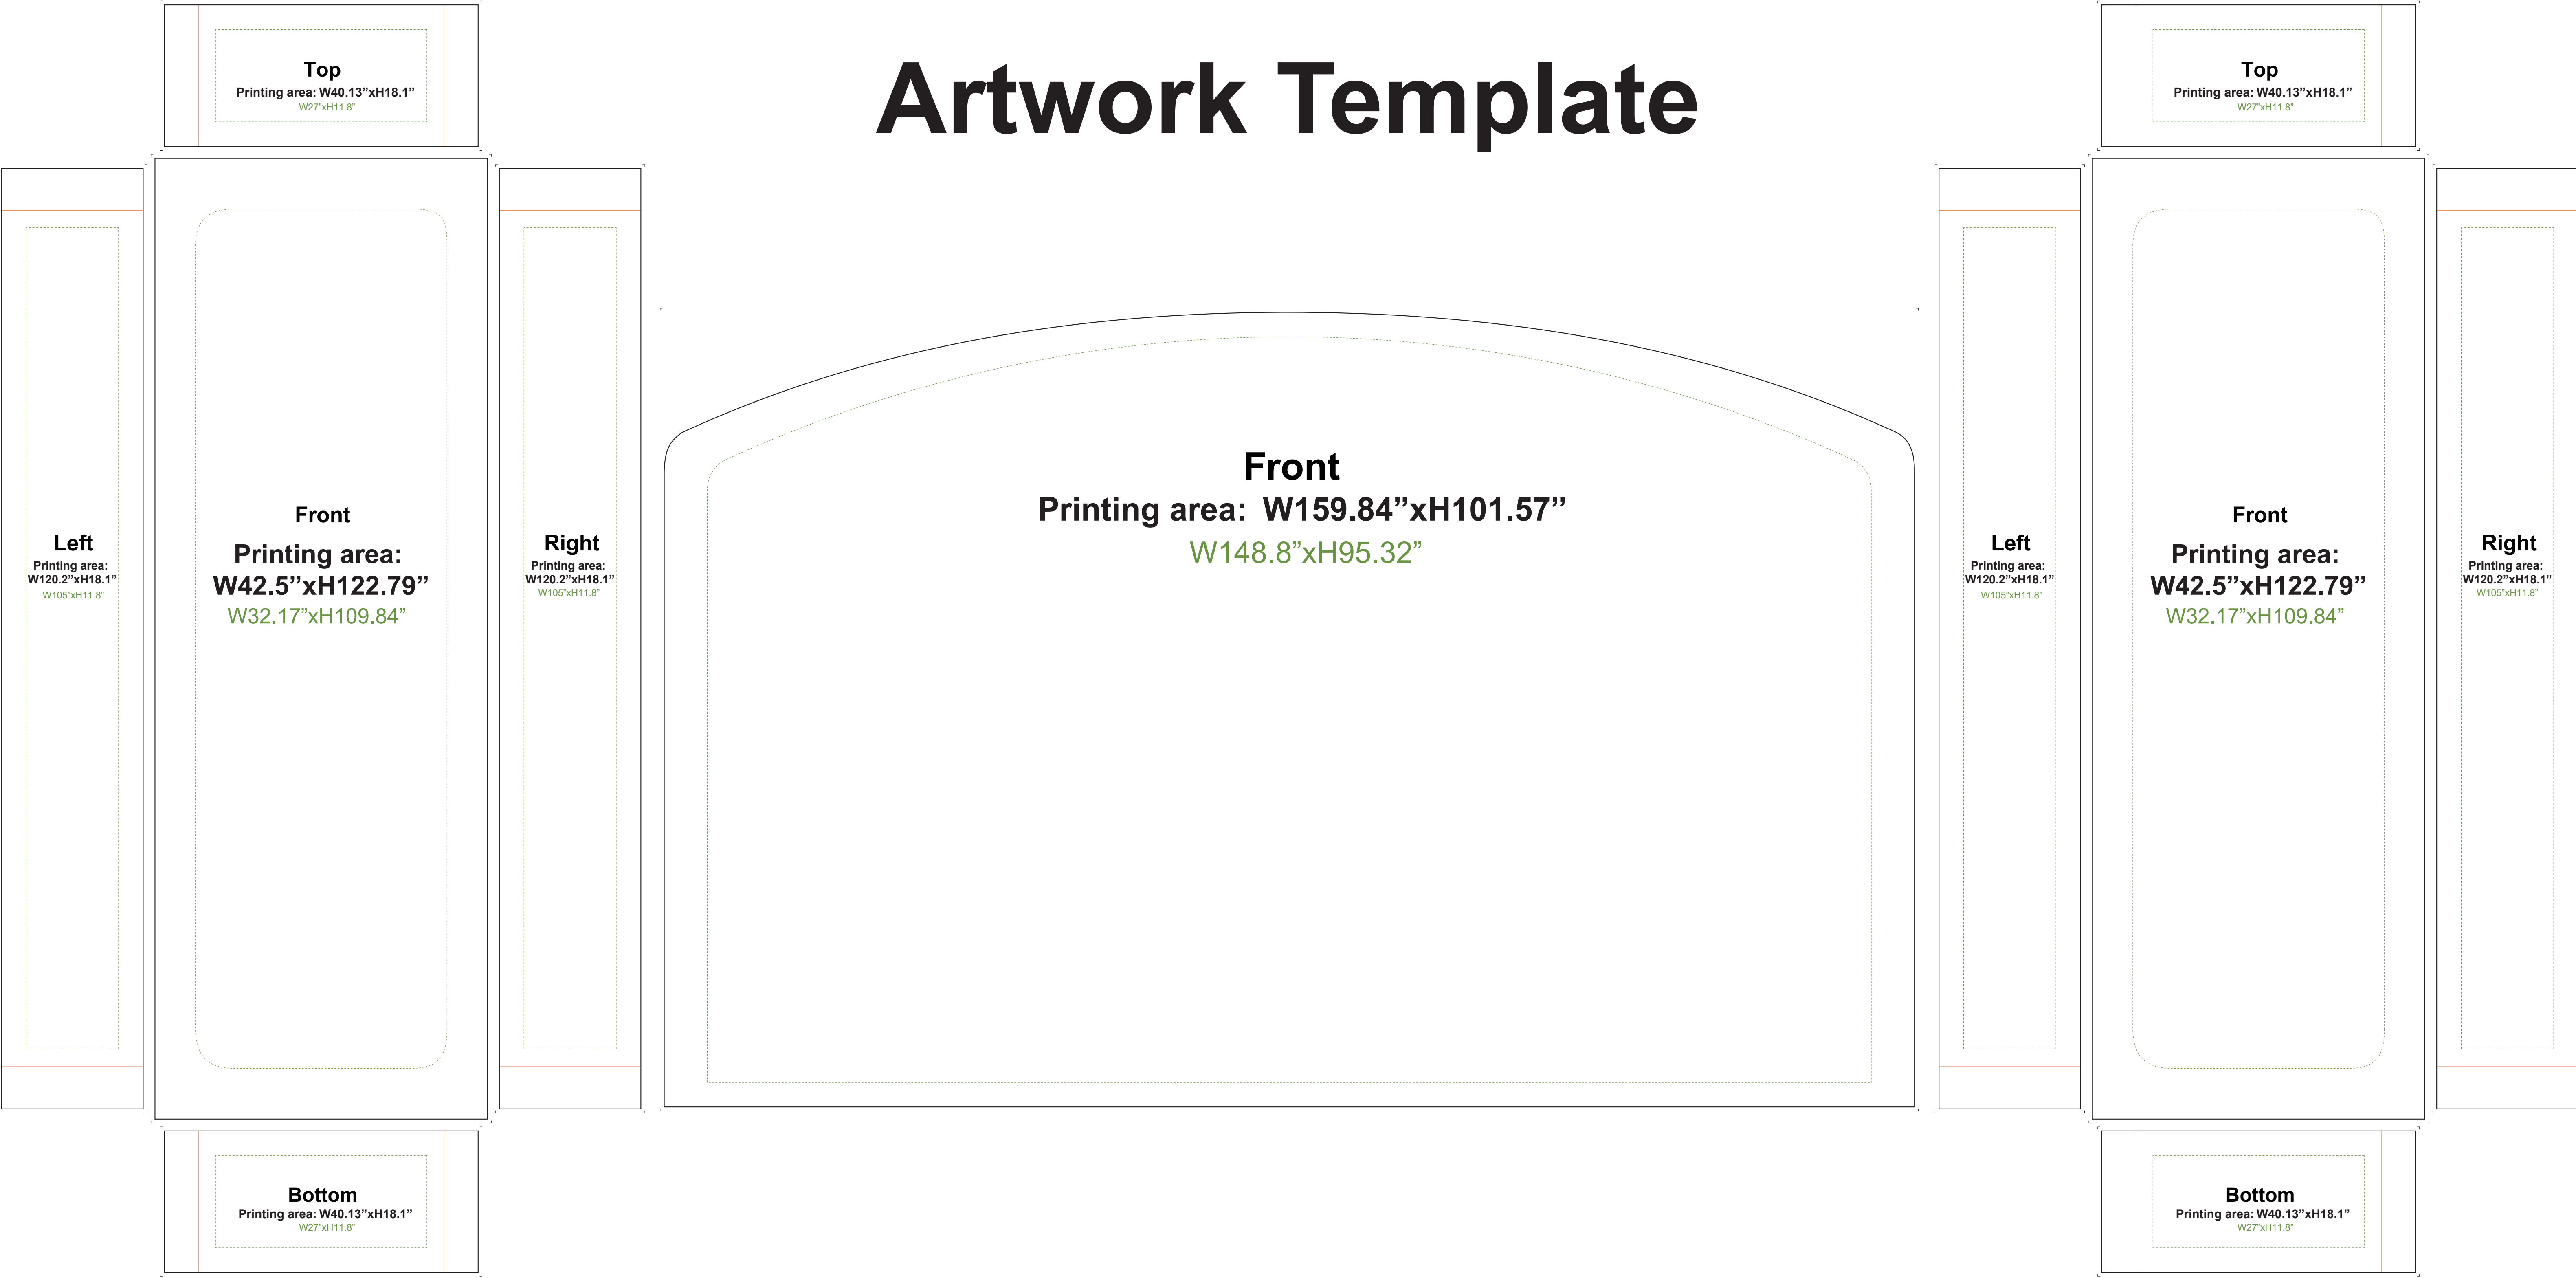 Artwork Template
Top
Printing area: W40.13”xH18.1”
W27”xH11.8”
Left
Printing area:
W120.2”xH18.1”
W105”xH11.8”
Front
Printing area:
W42.5”xH122.79”
W32.17”xH109.84”
Right
Printing area:
W120.2”xH18.1”
W105”xH11.8”
Bottom
Printing area: W40.13”xH18.1”
W27”xH11.8”
Front
Printing area: W159.84”xH101.57”
W148.8”xH95.32”
Top
Printing area: W40.13”xH18.1”
W27”xH11.8”
Left
Printing area:
W120.2”xH18.1”
W105”xH11.8”
Front
Printing area:
W42.5”xH122.79”
W32.17”xH109.84”
Right
Printing area:
W120.2”xH18.1”
W105”xH11.8”
Bottom
Printing area: W40.13”xH18.1”
W27”xH11.8”